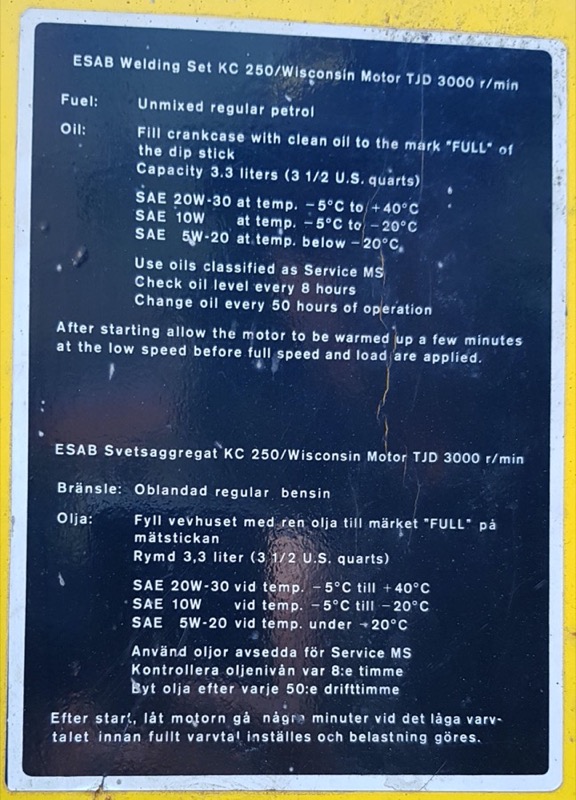 ESAB Welding Set KC 250/Wisconsin Motor TJD 3000 r/min
Fuel: Unmixed regular petrol
Oil: Fill crankcase with clean oil to the mark "FULL" of
the dip stick
Capacity 3.3 liters (3 1/2 U.S. quarts)
SAE 20W-30 at temp. -5°C to +40°C
SAE 10W at temp. -5°C to -20°C
SAE 5W-20 at temp. below -20°C.
Use oils classified as Service MS
Check oil level every 8 hours
Change oil every 50 hours of operation
After starting allow the motor to be warmed up a few minutes
at the low speed before full speed and load are applied.
ESAB Svetsaggregat KC 250/Wisconsin Motor TJD 3000 r/min
Bränsle: Oblandad regular bensin
Olja: Fyll vevhuset med ren olja till märket "FULL" på
mätstickan
Rymd 3,3 liter (3 1/2 U.S. quarts)
SAE 20W-30 vid temp. -5°C till +40°C
SAE 10W vid temp. -5°C till -20°C
SAE 5W-20 vid temp. under -20°C
Använd oljor avsedda för Service MS
Kontrollera oljenivån var 8:e timme
Byt olja efter varje 50:e drifttimme
Efter start, låt motorn gå några minuter vid det låga varv-
talet innan fullt varvtal inställes och belastning göres.